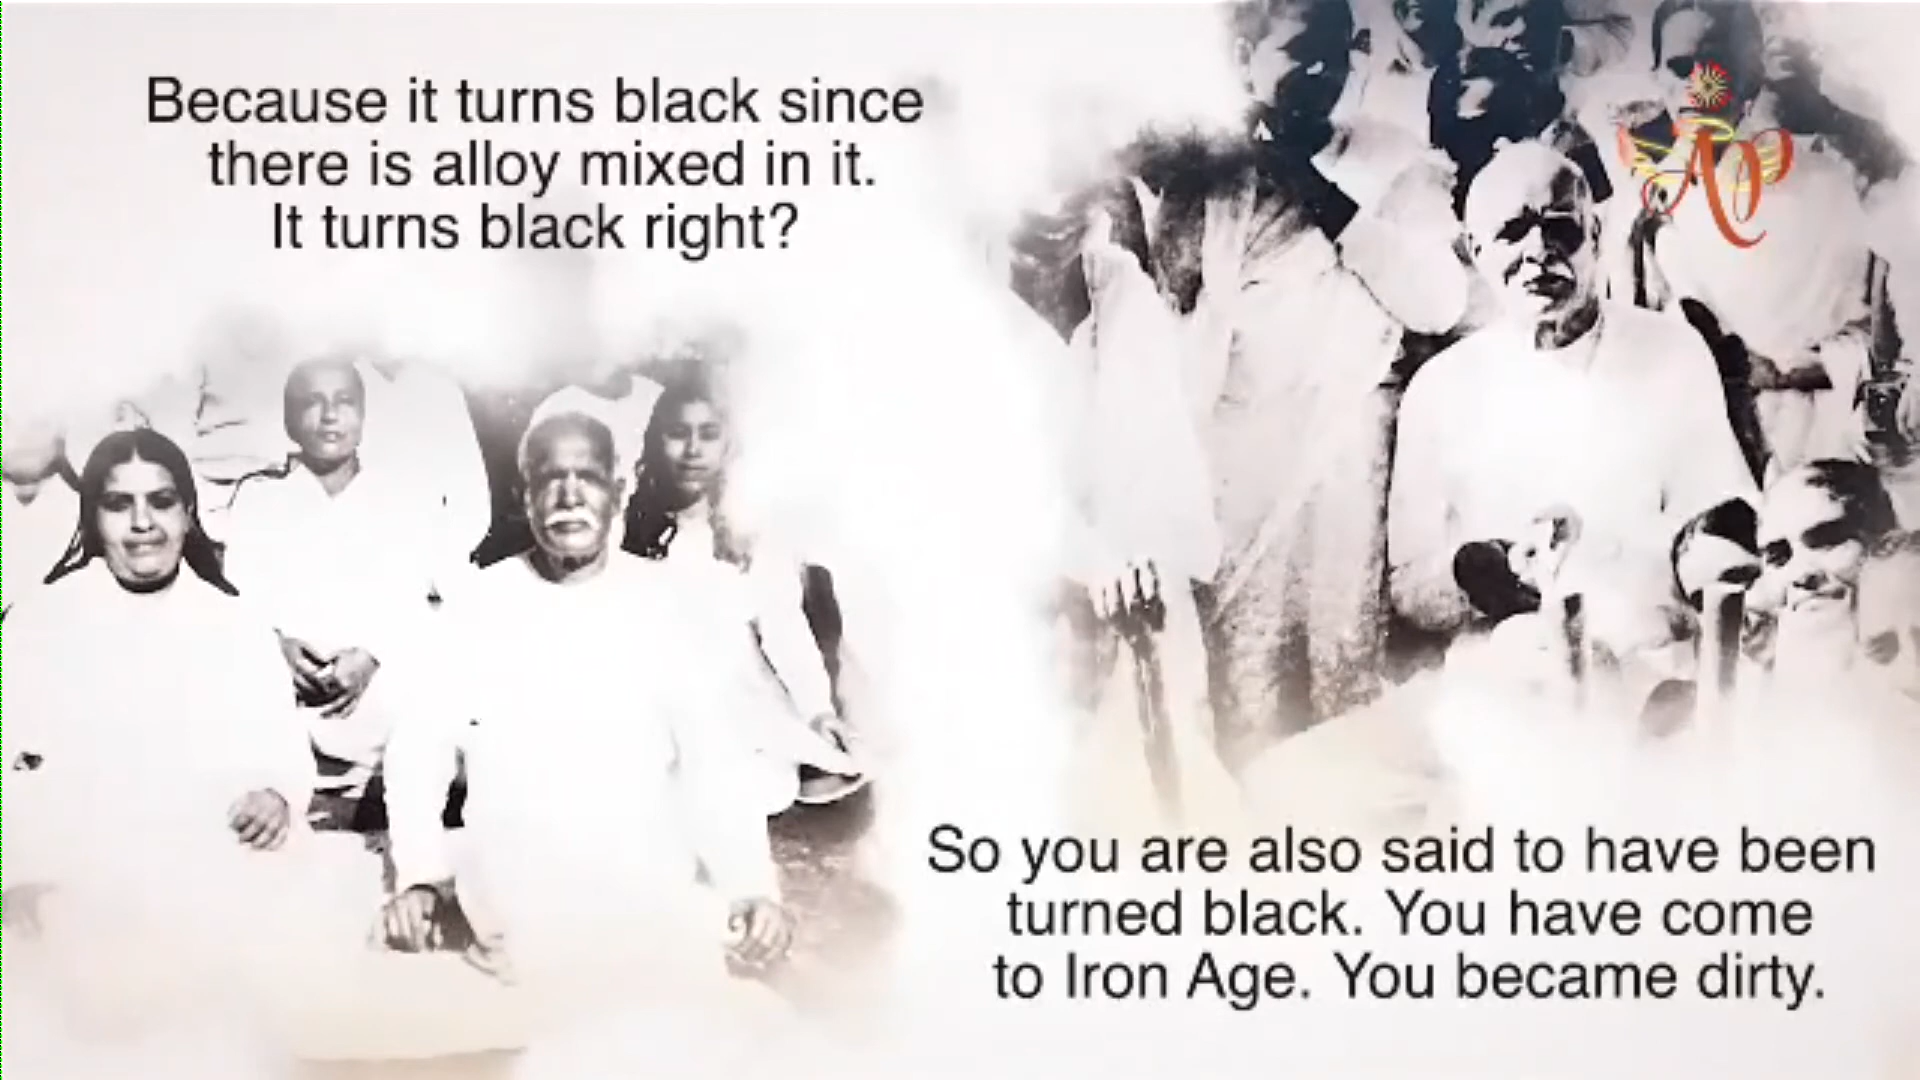 Because it turns black since
there is alloy mixed in it.
It turns black right?
So you are also said to have been
turned black. You have come
to Iron Age. You became dirty.